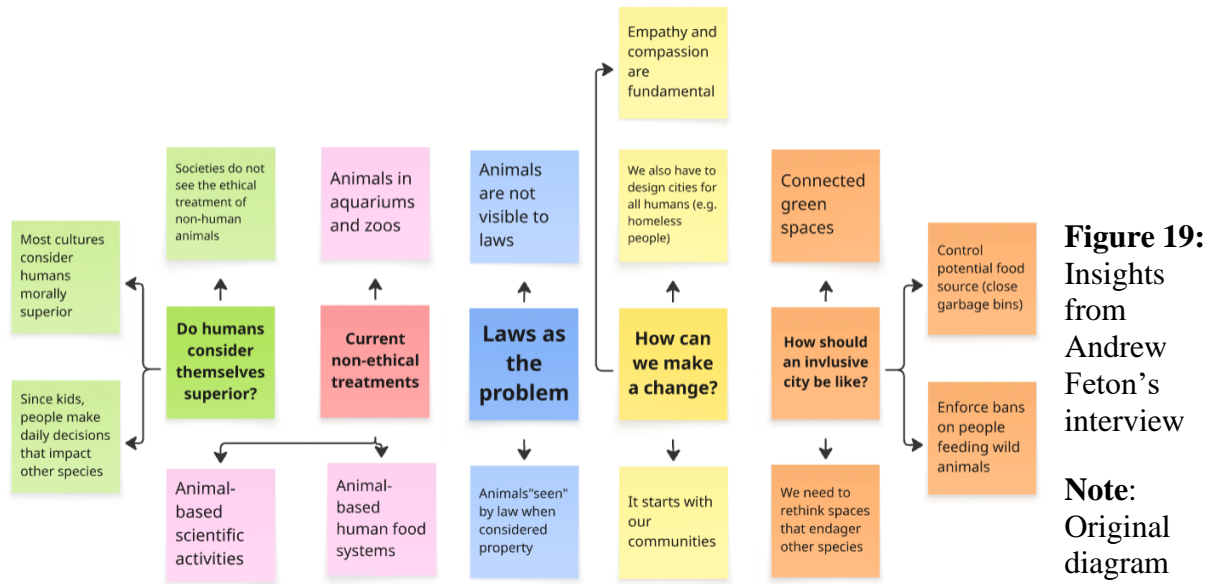 Empathy and
compassion
are
fundamental
Societies do not
see the ethical
treatment of
non-human
animals
Animals in
aquariums
and zoos
Animals
are not
visible to
laws
We also have to
design cities for
all humans (e.g.
homeless
people)
Connected
green
spaces
Most cultures
consider
humans
morally
superior
Control
potential food
source (close
garbage bins)
Do humans
consider
themselves
superior?
Current
non-ethical
treatments
Laws as
the
problem
How can
we make
a change?
How should
an invlusive
city be like?
Since kids,
people make
daily decisions
that impact
other species
Enforce bans
on people
feeding wild
animals
Animal-
based
scientific
activities
Animal-
based
human food
systems
Animals"seen"
by law when
considered
property
It starts with
our
communities
We need to
rethink spaces
that endager
other species
Figure 19:
Insights
from
Andrew
Feton’s
interview
Note:
Original
diagram